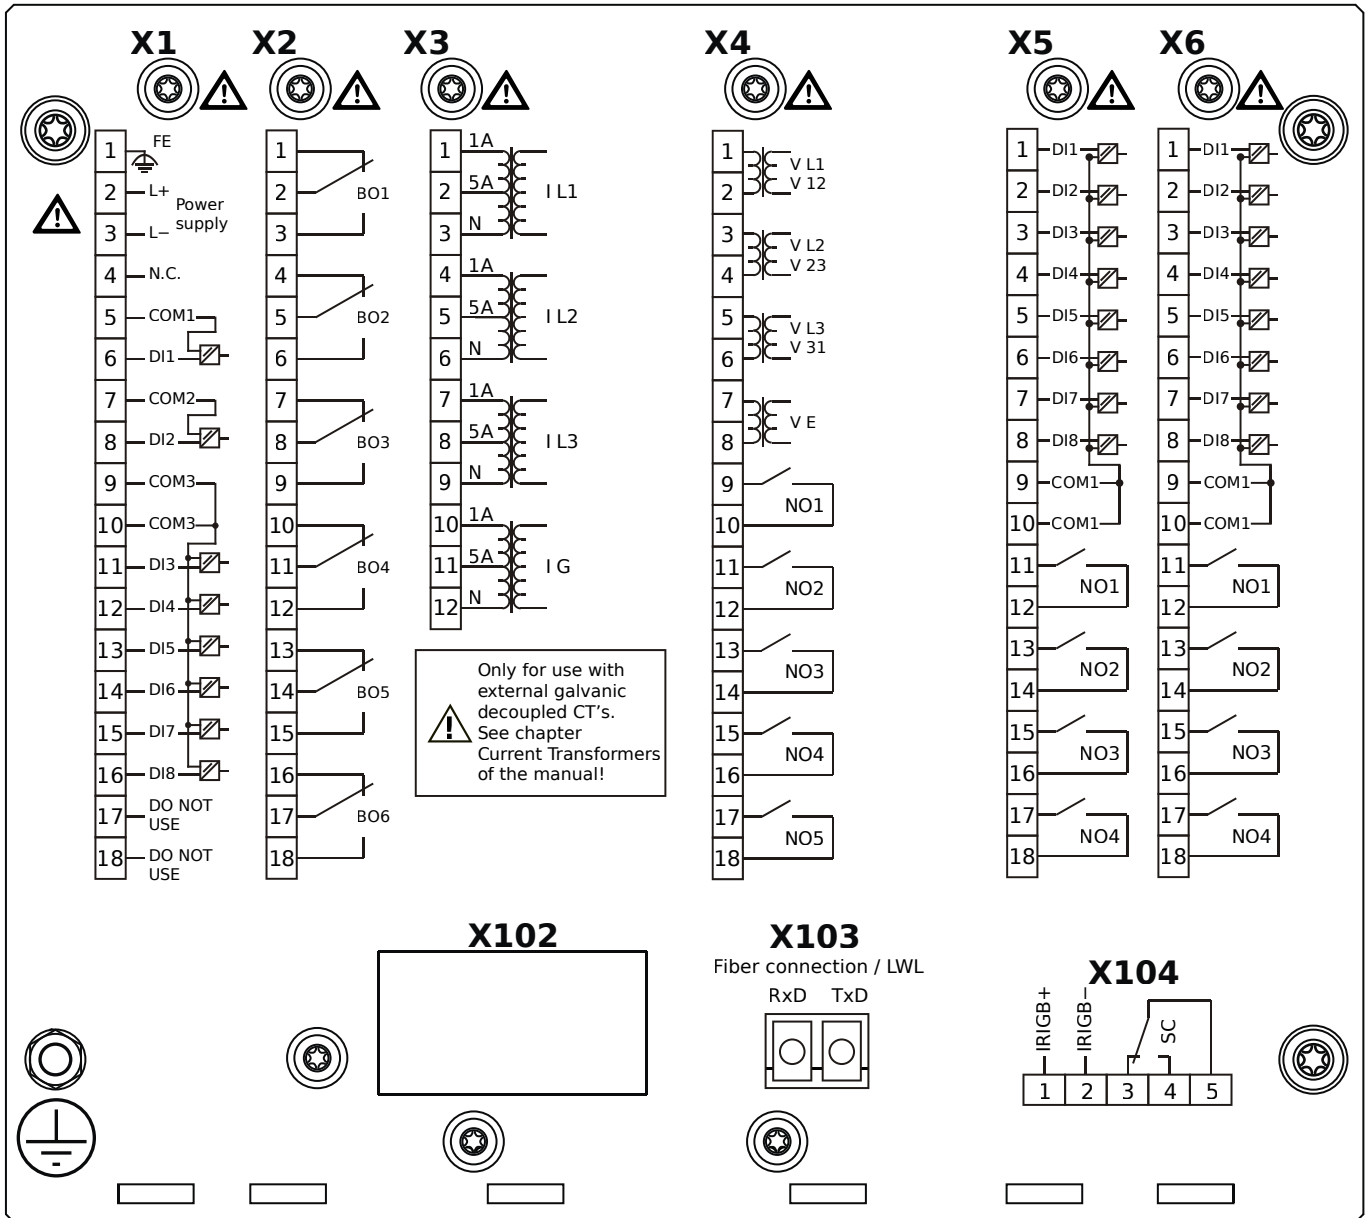 X1
1 FE
2 L+
Power
supply
3 L−
4 N.C.
5 COM1
6 DI1
7 COM2
8 DI2
9 COM3
10 COM3
11 DI3
12 DI4
13 DI5
14 DI6
15 DI7
16 DI8
17 DO NOT
USE
18 DO NOT
USE
X2
1
2 BO1
3
4
5 BO2
6
7
8 BO3
9
10
11 BO4
12
13
14 BO5
15
16
17 BO6
18
X3
1 1A
2 5A I L1
3 N
4 1A
5 5A I L2
6 N
7 1A
8 5A I L3
9 N
10 1A
11 5A I G
12 N
Only for use with
external galvanic
decoupled CT's.
See chapter
Current Transformers
of the manual!
X4
1 V L1
2 V 12
3 V L2
4 V 23
5 V L3
6 V 31
7
V E
8
9
NO1
10
11
NO2
12
13
NO3
14
15
NO4
16
17
NO5
18
X5
1 DI1
2 DI2
3 DI3
4 DI4
5 DI5
6 DI6
7 DI7
8 DI8
9 COM1
10 COM1
11
NO1
12
13
NO2
14
15
NO3
16
17
NO4
18
X6
1 DI1
2 DI2
3 DI3
4 DI4
5 DI5
6 DI6
7 DI7
8 DI8
9 COM1
10 COM1
11
NO1
12
13
NO2
14
15
NO3
16
17
NO4
18
X102
X103
Fiber connection / LWL
RxD TxD
X104
IRIGB+ IRIGB− SC
1 2 3 4 5